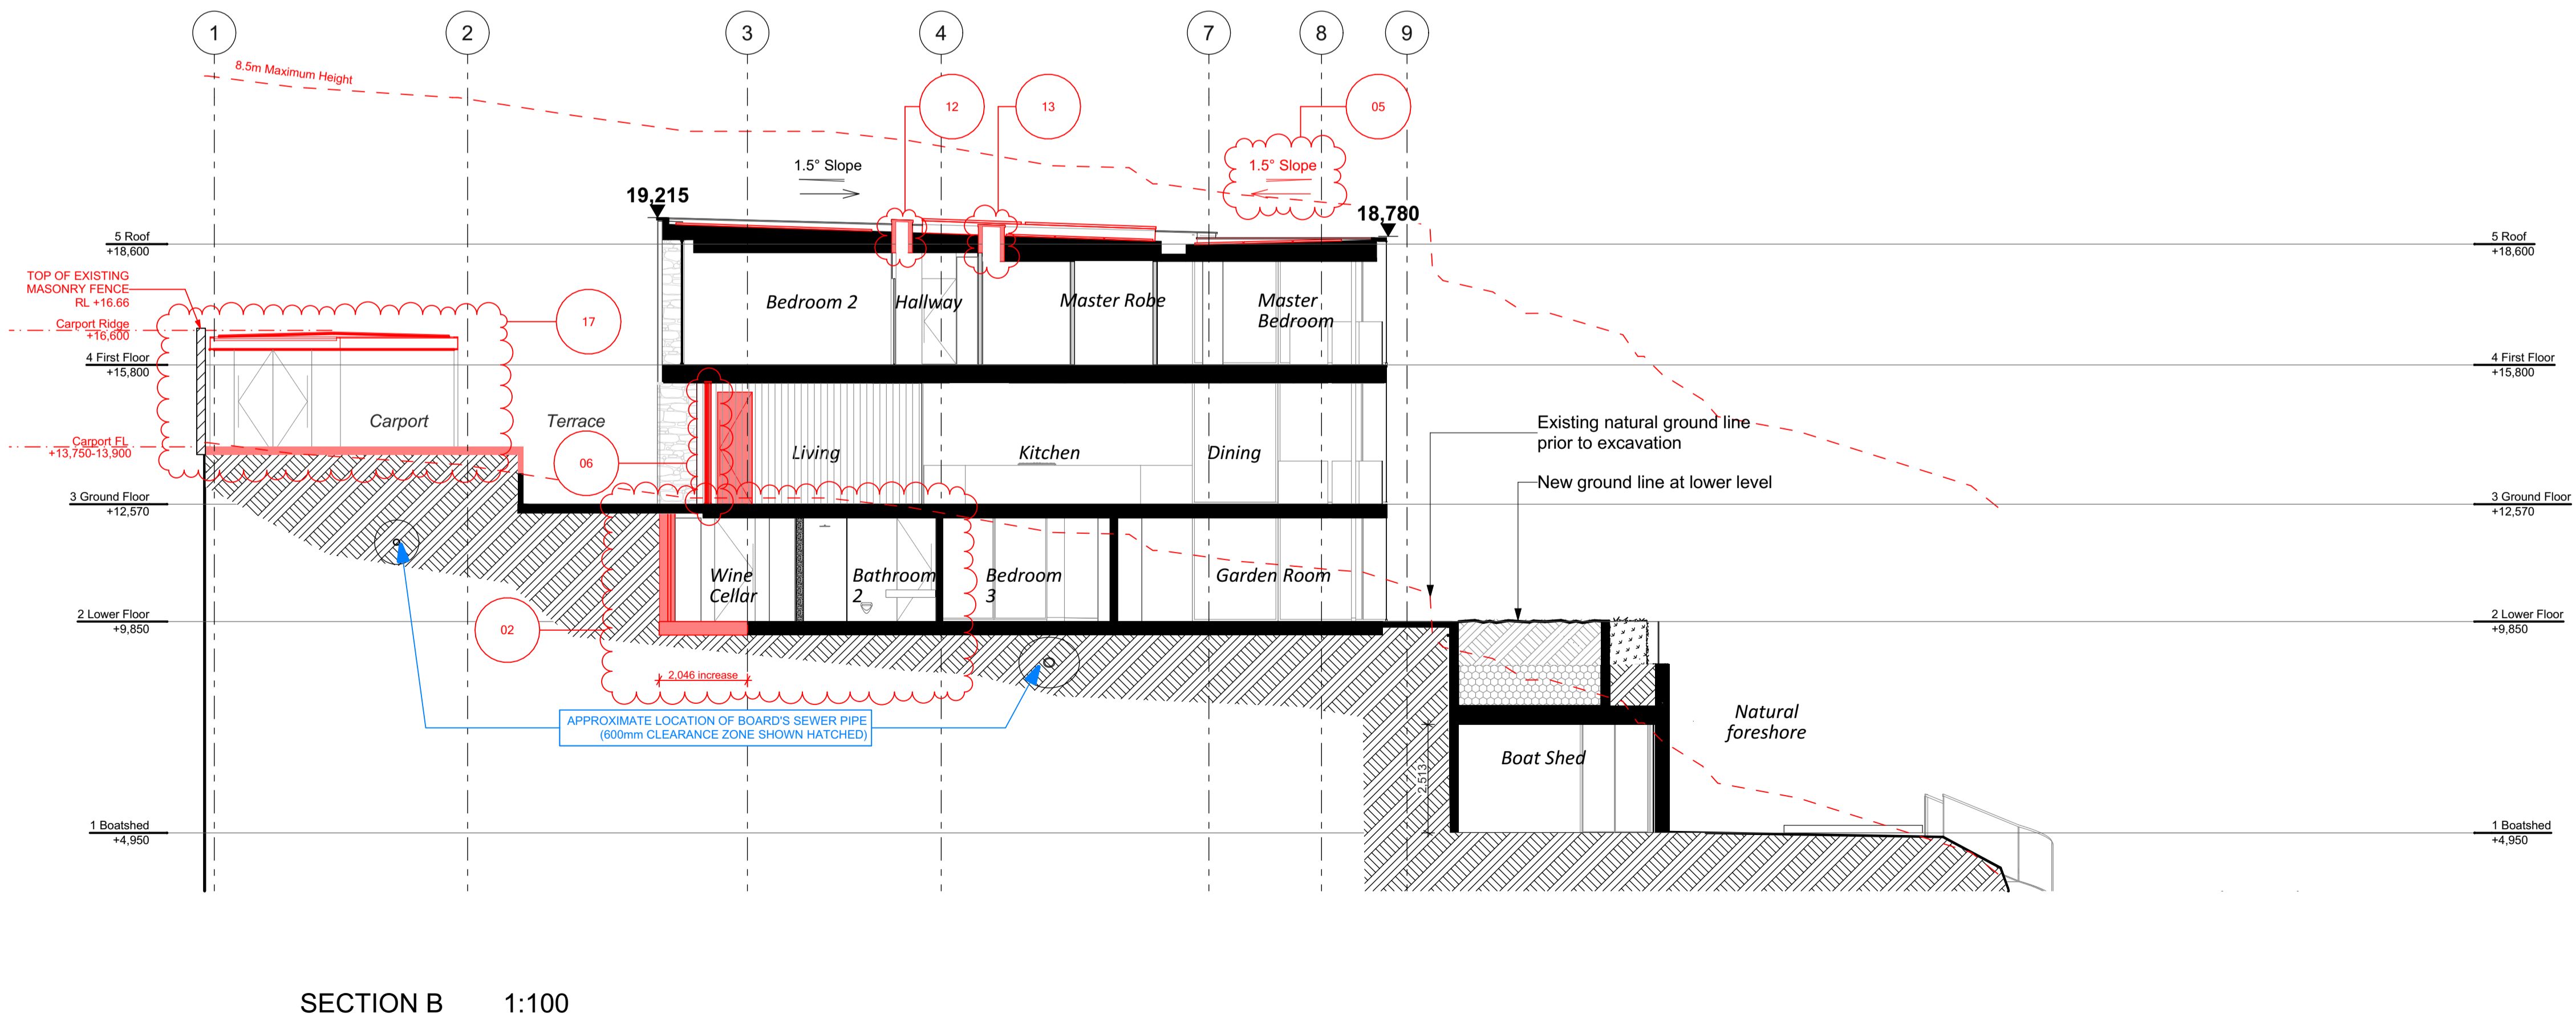 1
2
3
4
7
8
9
8.5m Maximum Height
12
13
05
1.5° Slope
1.5° Slope
19,215
18,780
5 Roof
+18,600
5 Roof
+18,600
TOP OF EXISTING
MASONRY FENCE
RL +16.66
Carport Ridge
+16,600
17
Bedroom 2
Hallway
Master Robe
Master
Bedroom
4 First Floor
+15,800
4 First Floor
+15,800
Carport
Terrace
Carport FL
+13,750-13,900
06
Living
Kitchen
Dining
Existing natural ground line
prior to excavation
New ground line at lower level
3 Ground Floor
+12,570
3 Ground Floor
+12,570
Wine
Cellar
Bathroom
2
Bedroom
3
Garden Room
2 Lower Floor
+9,850
02
2 Lower Floor
+9,850
2,046 increase
APPROXIMATE LOCATION OF BOARD'S SEWER PIPE
(600mm CLEARANCE ZONE SHOWN HATCHED)
Natural
foreshore
Boat Shed
2,513
1 Boatshed
+4,950
1 Boatshed
+4,950
SECTION B 1:100